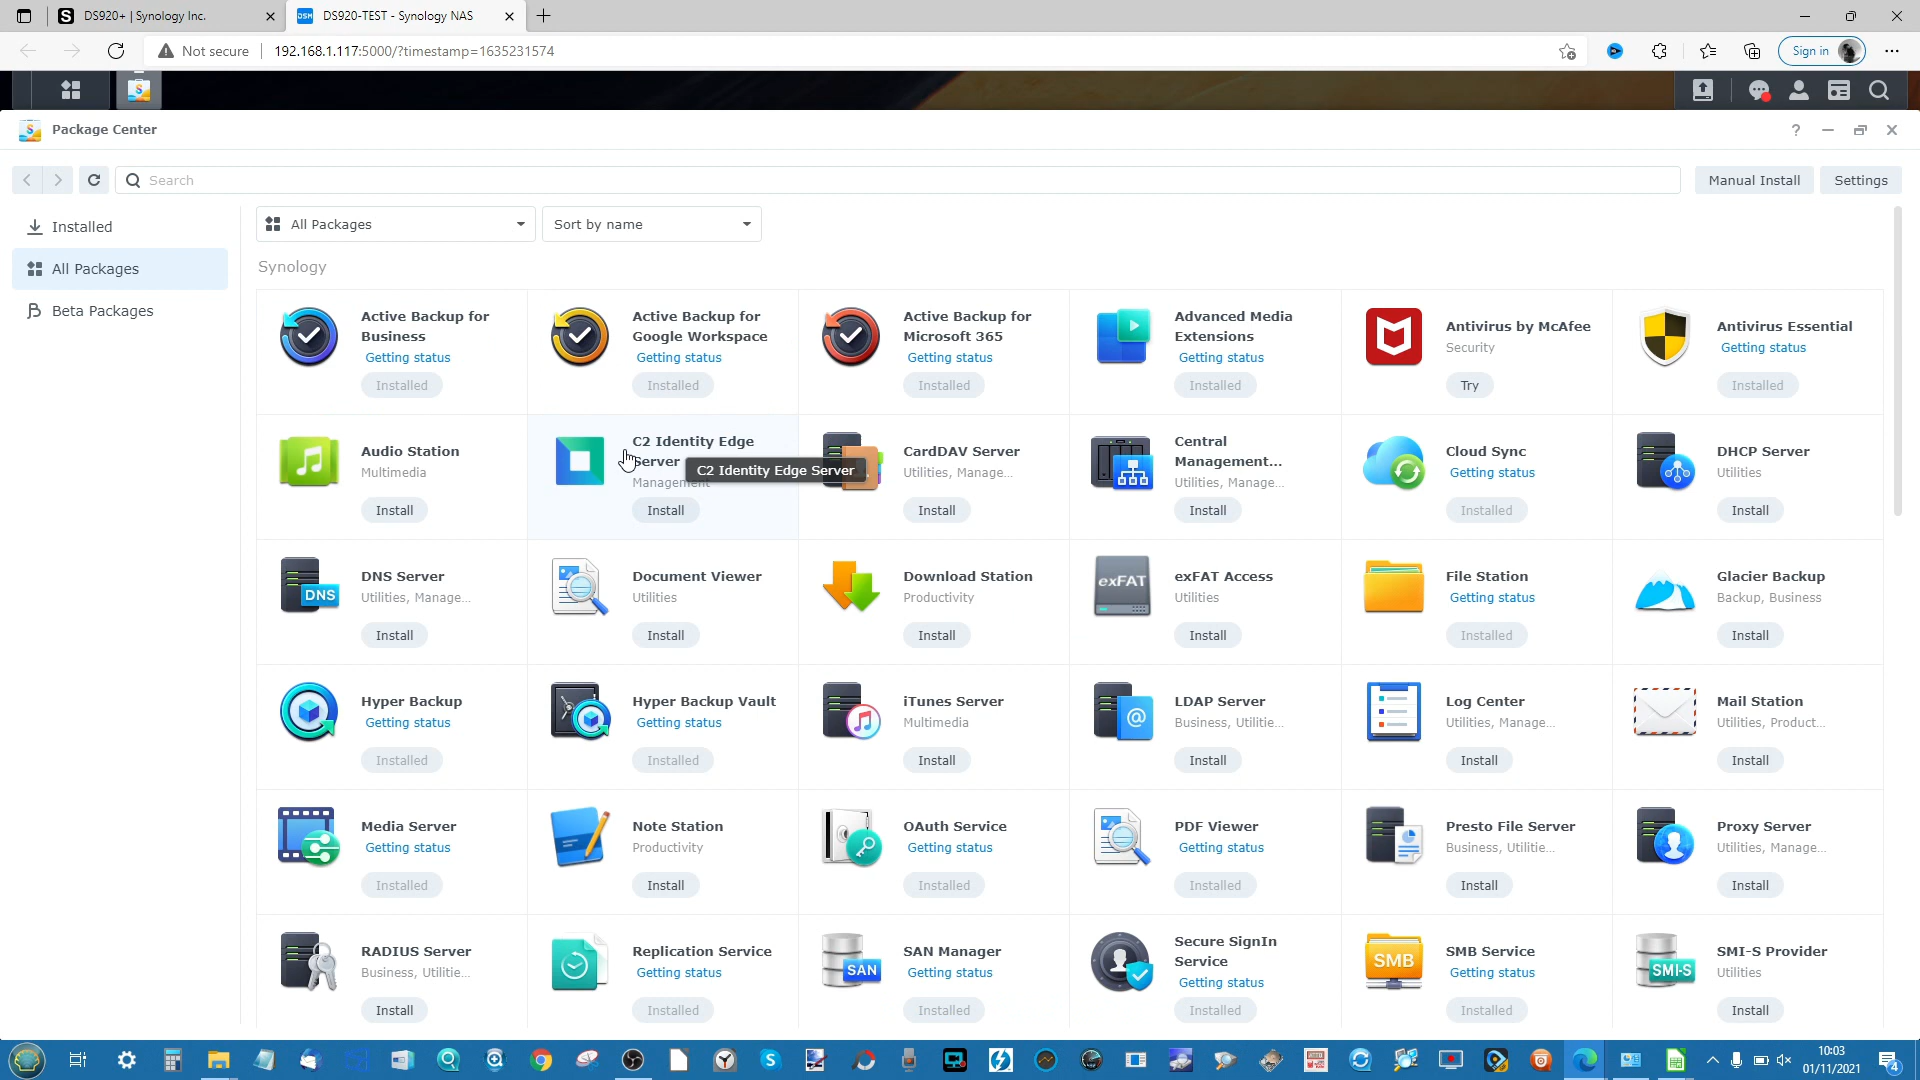 DS920+ | Synology Inc.
DS920-TEST - Synology NAS
Not secure
192.168.1.117:5000/?timestamp=1635231574
Sign in
Package Center
Search
Manual Install
Settings
Installed
All Packages
Beta Packages
All Packages
Sort by name
Synology
Active Backup for
Business
Getting status
Installed
Active Backup for
Google Workspace
Getting status
Installed
Active Backup for
Microsoft 365
Getting status
Installed
Advanced Media
Extensions
Getting status
Installed
Antivirus by McAfee
Security
Try
Antivirus Essential
Getting status
Installed
Audio Station
Multimedia
Install
C2 Identity Edge
Server
Management
Install
C2 Identity Edge Server
CardDAV Server
Utilities, Manage...
Install
Central
Management...
Utilities, Manage...
Install
Cloud Sync
Getting status
Installed
DHCP Server
Utilities
Install
DNS
DNS Server
Utilities, Manage...
Install
Document Viewer
Utilities
Install
Download Station
Productivity
Install
exFAT
exFAT Access
Utilities
Install
File Station
Getting status
Installed
Glacier Backup
Backup, Business
Install
Hyper Backup
Getting status
Installed
Hyper Backup Vault
Getting status
Installed
iTunes Server
Multimedia
Install
LDAP Server
Business, Utilitie...
Install
Log Center
Utilities, Manage...
Install
Mail Station
Utilities, Product...
Install
Media Server
Getting status
Installed
Note Station
Productivity
Install
OAuth Service
Getting status
Installed
PDF Viewer
Getting status
Installed
Presto File Server
Business, Utilitie...
Install
Proxy Server
Utilities, Manage...
Install
RADIUS Server
Business, Utilitie...
Install
Replication Service
Getting status
Installed
SAN
SAN Manager
Getting status
Installed
Secure SignIn
Service
Getting status
Installed
SMB
SMB Service
Getting status
Installed
SMI-S
SMI-S Provider
Utilities
Install
10:03
01/11/2021
4